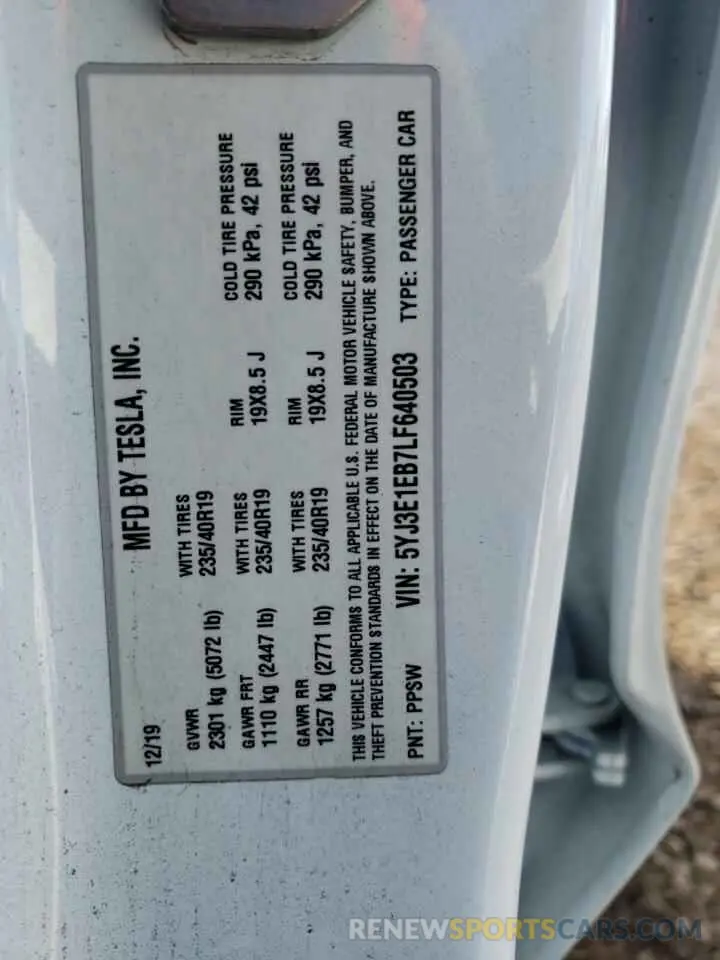 MFD BY TESLA, INC.
12/19
GVWR WITH TIRES
2301 kg (5072 lb) 235/40R19
GAWR FRT WITH TIRES RIM COLD TIRE PRESSURE
1110 kg (2447 lb) 235/40R19 19X8.5 J 290 kPa, 42 psi
GAWR RR WITH TIRES RIM COLD TIRE PRESSURE
1257 kg (2771 lb) 235/40R19 19X8.5 J 290 kPa, 42 psi
THIS VEHICLE CONFORMS TO ALL APPLICABLE U.S. FEDERAL MOTOR VEHICLE SAFETY, BUMPER, AND
THEFT PREVENTION STANDARDS IN EFFECT ON THE DATE OF MANUFACTURE SHOWN ABOVE.
PNT: PPSW VIN: 5YJ3E1EB7LF640503 TYPE: PASSENGER CAR
RENEWSPORTSCARS.COM